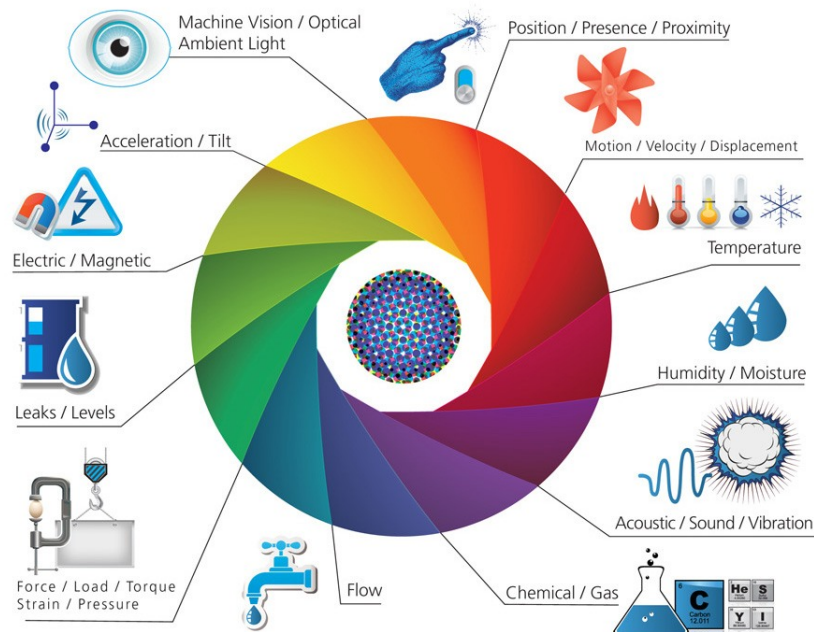 Machine Vision / Optical
Ambient Light
Position / Presence / Proximity
Acceleration / Tilt
Motion / Velocity / Displacement
Electric / Magnetic
Temperature
Leaks / Levels
Humidity / Moisture
Acoustic / Sound / Vibration
Force / Load / Torque
Strain / Pressure
Flow
Chemical / Gas
6
C
Carbon
12.011
He
S
Y
I